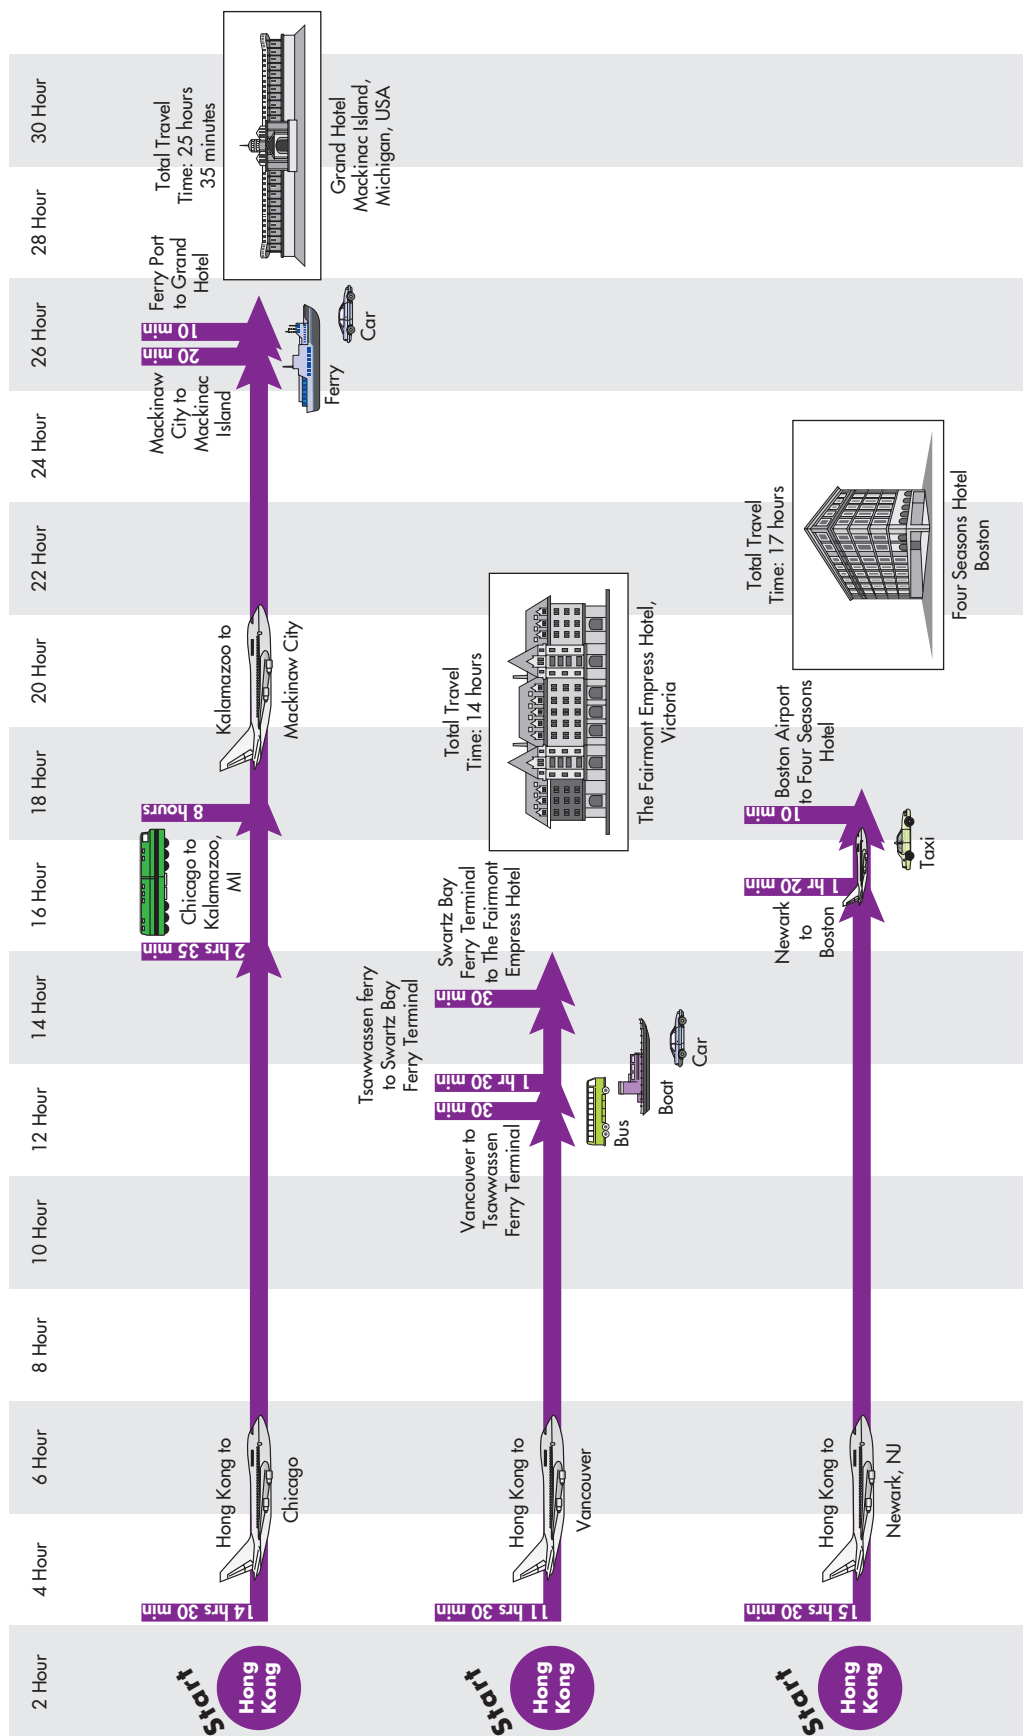 2 Hour
4 Hour
6 Hour
8 Hour
10 Hour
12 Hour
14 Hour
16 Hour
18 Hour
20 Hour
22 Hour
24 Hour
26 Hour
28 Hour
30 Hour
Start
Hong
Kong
14 hrs 30 min
Hong Kong to
Chicago
2 hrs 35 min
Chicago to
Kalamazoo,
MI
8 hours
Kalamazoo to
Mackinaw City
Mackinaw
City to
Mackinac
Island
20 min
Ferry
10 min
Ferry Port
to Grand
Hotel
Car
Total Travel
Time: 25 hours
35 minutes
Grand Hotel
Mackinac Island,
Michigan, USA
Start
Hong
Kong
11 hrs 30 min
Hong Kong to
Vancouver
Vancouver to
Tsawwassen
Ferry Terminal
30 min
Bus
Tsawwassen ferry
to Swartz Bay
Ferry Terminal
1 hr 30 min
Boat
30 min
Swartz Bay
Ferry Terminal
to The Fairmont
Empress Hotel
Car
Total Travel
Time: 14 hours
The Fairmont Empress Hotel,
Victoria
Start
Hong
Kong
15 hrs 30 min
Hong Kong to
Newark, NJ
Newark
to
Boston
1 hr 20 min
10 min
Boston Airport
to Four Seasons
Hotel
Taxi
Total Travel
Time: 17 hours
Four Seasons Hotel
Boston